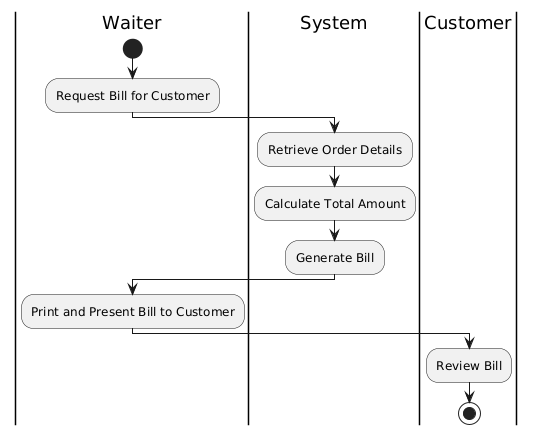 Waiter
System
Customer
Request Bill for Customer
Retrieve Order Details
Calculate Total Amount
Generate Bill
Print and Present Bill to Customer
Review Bill